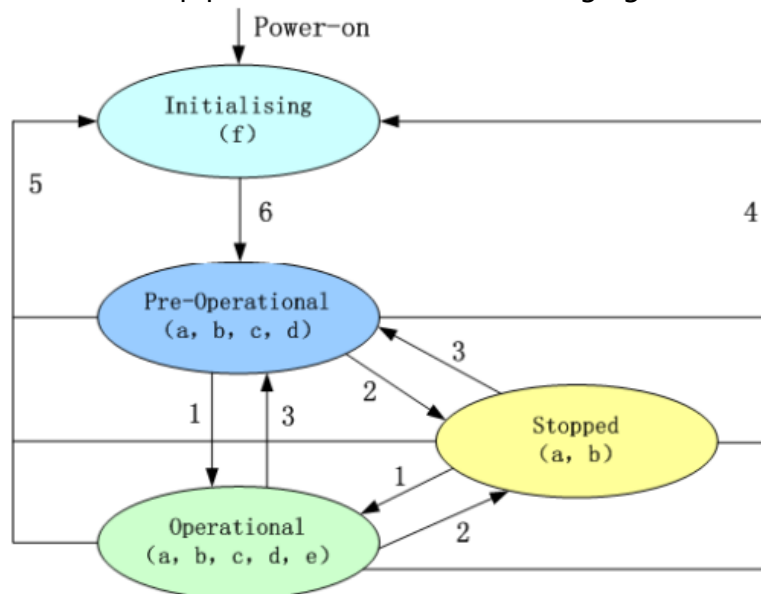 Power-on
Initialising
(f)
5
6
4
Pre-Operational
(a, b, c, d)
3
2
1
3
Stopped
(a, b)
1
Operational
(a, b, c, d, e)
2